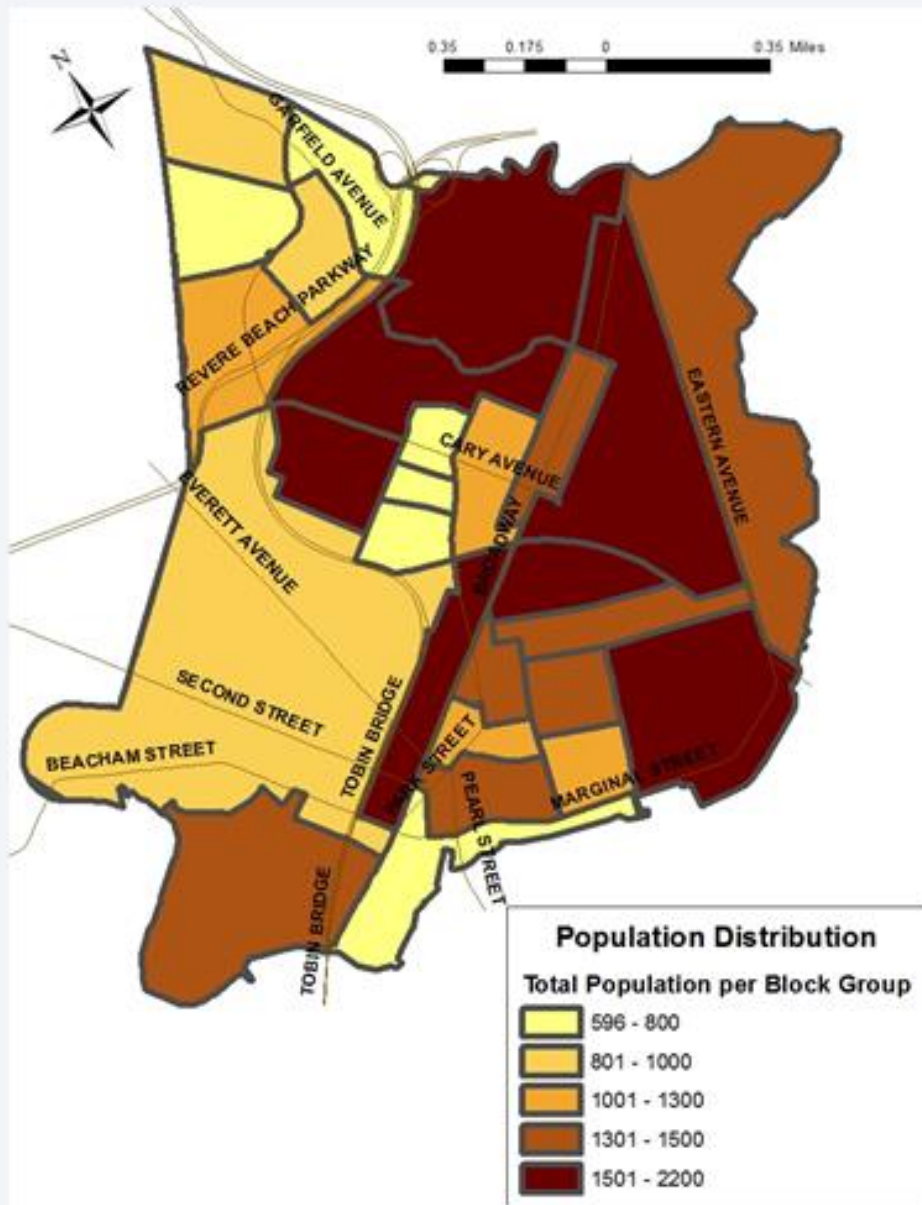 0.35 0.175 0 0.35 Miles
N
GARFIELD AVENUE
REVERE BEACH PARKWAY
EASTERN AVENUE
CARY AVENUE
EVERETT AVENUE
BROADWAY
SECOND STREET
TOBIN BRIDGE
BEACHAM STREET
PARK STREET
MARGINAL STREET
PEARL STREET
TOBIN BRIDGE
Population Distribution
Total Population per Block Group
596 - 800
801 - 1000
1001 - 1300
1301 - 1500
1501 - 2200